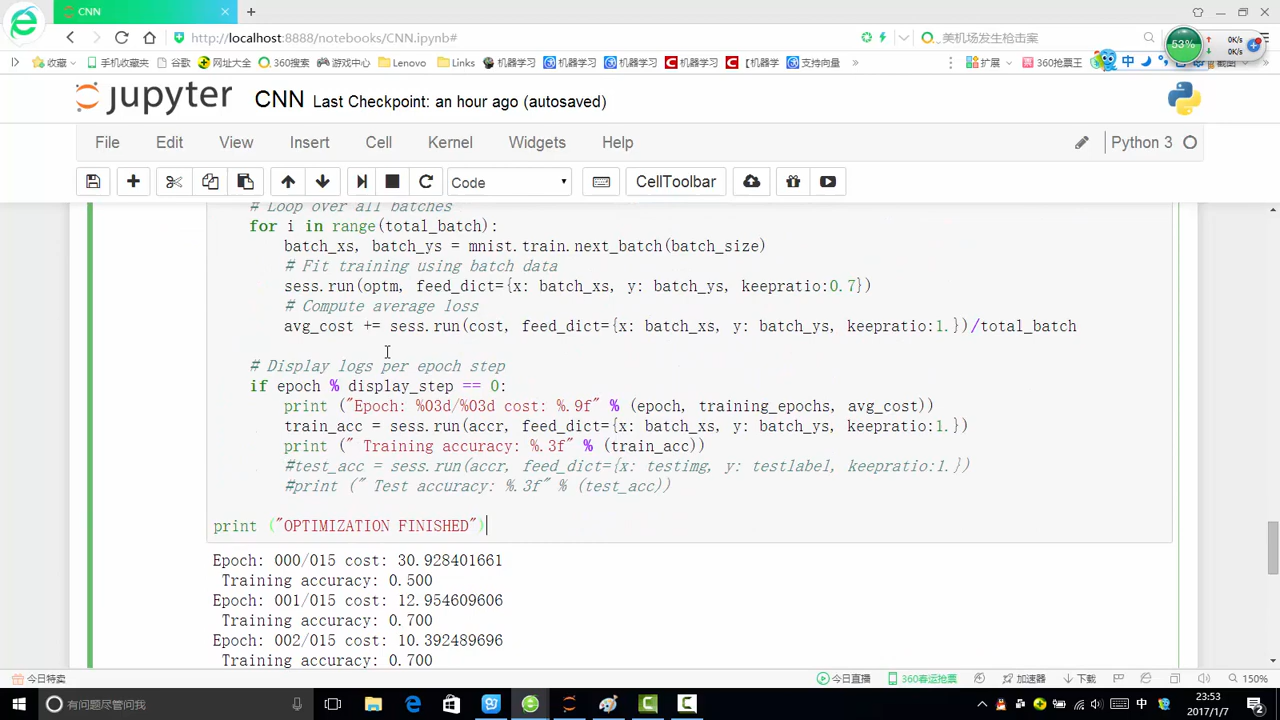 CNN
http://localhost:8888/notebooks/CNN.ipynb#
美机场发生枪击案
53%
0K/s
0K/s
收藏
手机收藏夹
谷歌
网址大全
360搜索
游戏中心
Lenovo
Links
机器学习
机器学习
机器学习
机器学习
【机器学
支持向量
扩展
360抢票王
中
截图
jupyter CNN Last Checkpoint: an hour ago (autosaved)
File Edit View Insert Cell Kernel Widgets Help
Python 3
Code
CellToolbar
# Loop over all batches
for i in range(total_batch):
batch_xs, batch_ys = mnist.train.next_batch(batch_size)
# Fit training using batch data
sess.run(optm, feed_dict={x: batch_xs, y: batch_ys, keepratio:0.7})
# Compute average loss
avg_cost += sess.run(cost, feed_dict={x: batch_xs, y: batch_ys, keepratio:1.})/total_batch
# Display logs per epoch step
if epoch % display_step == 0:
print ("Epoch: %03d/%03d cost: %.9f" % (epoch, training_epochs, avg_cost))
train_acc = sess.run(accr, feed_dict={x: batch_xs, y: batch_ys, keepratio:1.})
print (" Training accuracy: %.3f" % (train_acc))
#test_acc = sess.run(accr, feed_dict={x: testimg, y: testlabel, keepratio:1.})
#print (" Test accuracy: %.3f" % (test_acc))
print ("OPTIMIZATION FINISHED")
Epoch: 000/015 cost: 30.928401661
Training accuracy: 0.500
Epoch: 001/015 cost: 12.954609606
Training accuracy: 0.700
Epoch: 002/015 cost: 10.392489696
Training accuracy: 0.700
今日特卖
今日直播
360春运抢票
加速器
下载
150%
有问题尽管问我
中
23:53
2017/1/7
2